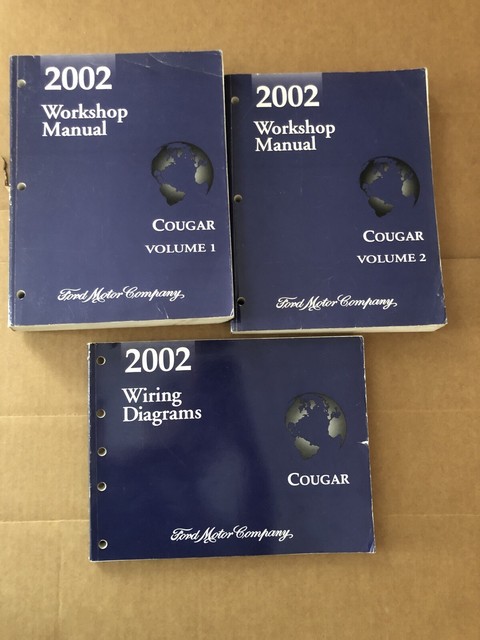 2002
Workshop
Manual
COUGAR
VOLUME 1
Ford Motor Company,
2002
Workshop
Manual
COUGAR
VOLUME 2
Ford Motor Company,
2002
Wiring
Diagrams
COUGAR
Ford Motor Company,